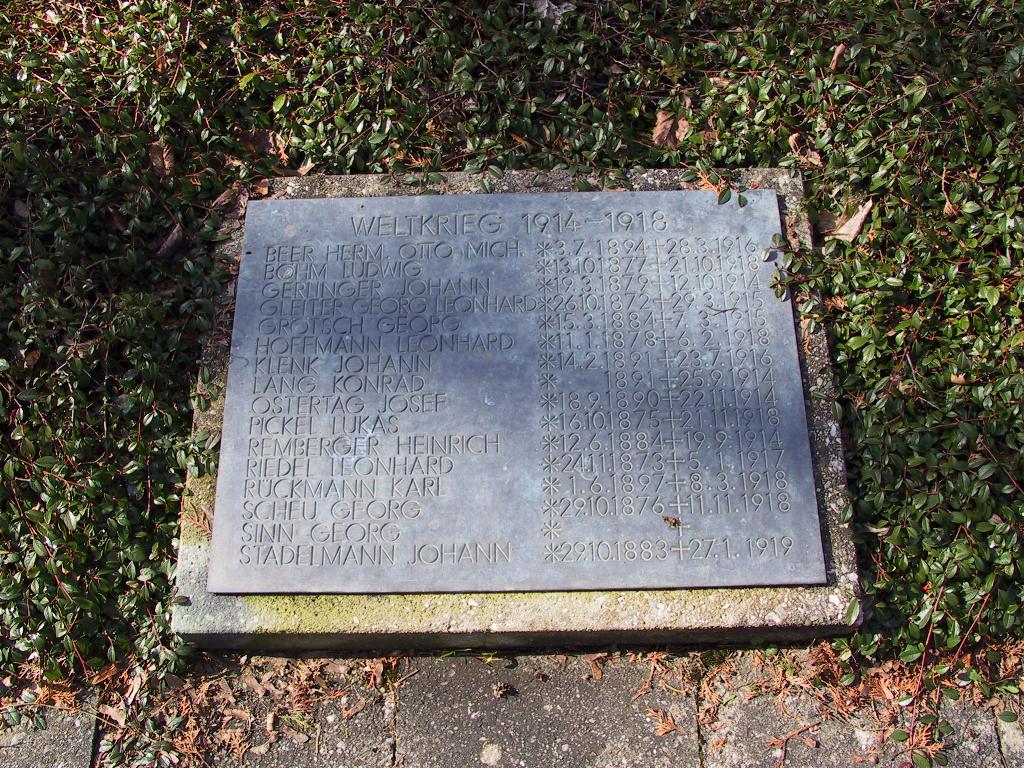 WELTKRIEG 1914–1918
BEER HERM. OTTO MICH. *3.7.1894+28.3.1916
BÖHM LUDWIG *13.10.1877+21.10.1918
GERLINGER JOHANN *19.3.1879+12.10.1914
GLETTER GEORG LEONHARD*26.10.1872+29.3.1915
GROTSCH GEORG *15.3.1884+7.3.1915
HOFFMANN LEONHARD *11.1.1878+6.2.1918
KLENK JOHANN *14.2.1891+23.7.1916
LANG KONRAD * 1891+25.9.1914
OSTERTAG JOSEF *18.9.1890+22.11.1914
PICKEL LUKAS *16.10.1875+21.11.1918
REMBERGER HEINRICH *12.6.1884+19.9.1914
RIEDEL LEONHARD *24.11.1873+5.1.1917
RÜCKMANN KARL * 1.6.1897+8.3.1918
SCHEU GEORG *29.10.1876+11.11.1918
SINN GEORG * +
STADELMANN JOHANN *29.10.1883+27.1.1919